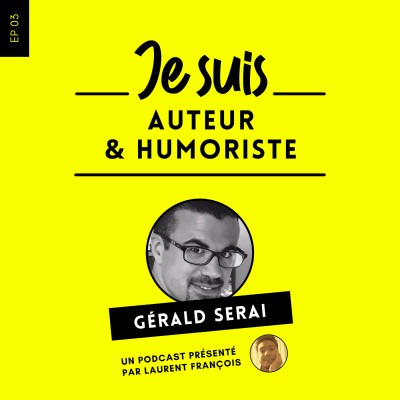 EP 03
Je suis
AUTEUR
& HUMORISTE
GÉRALD SERAI
UN PODCAST PRÉSENTÉ
PAR LAURENT FRANÇOIS